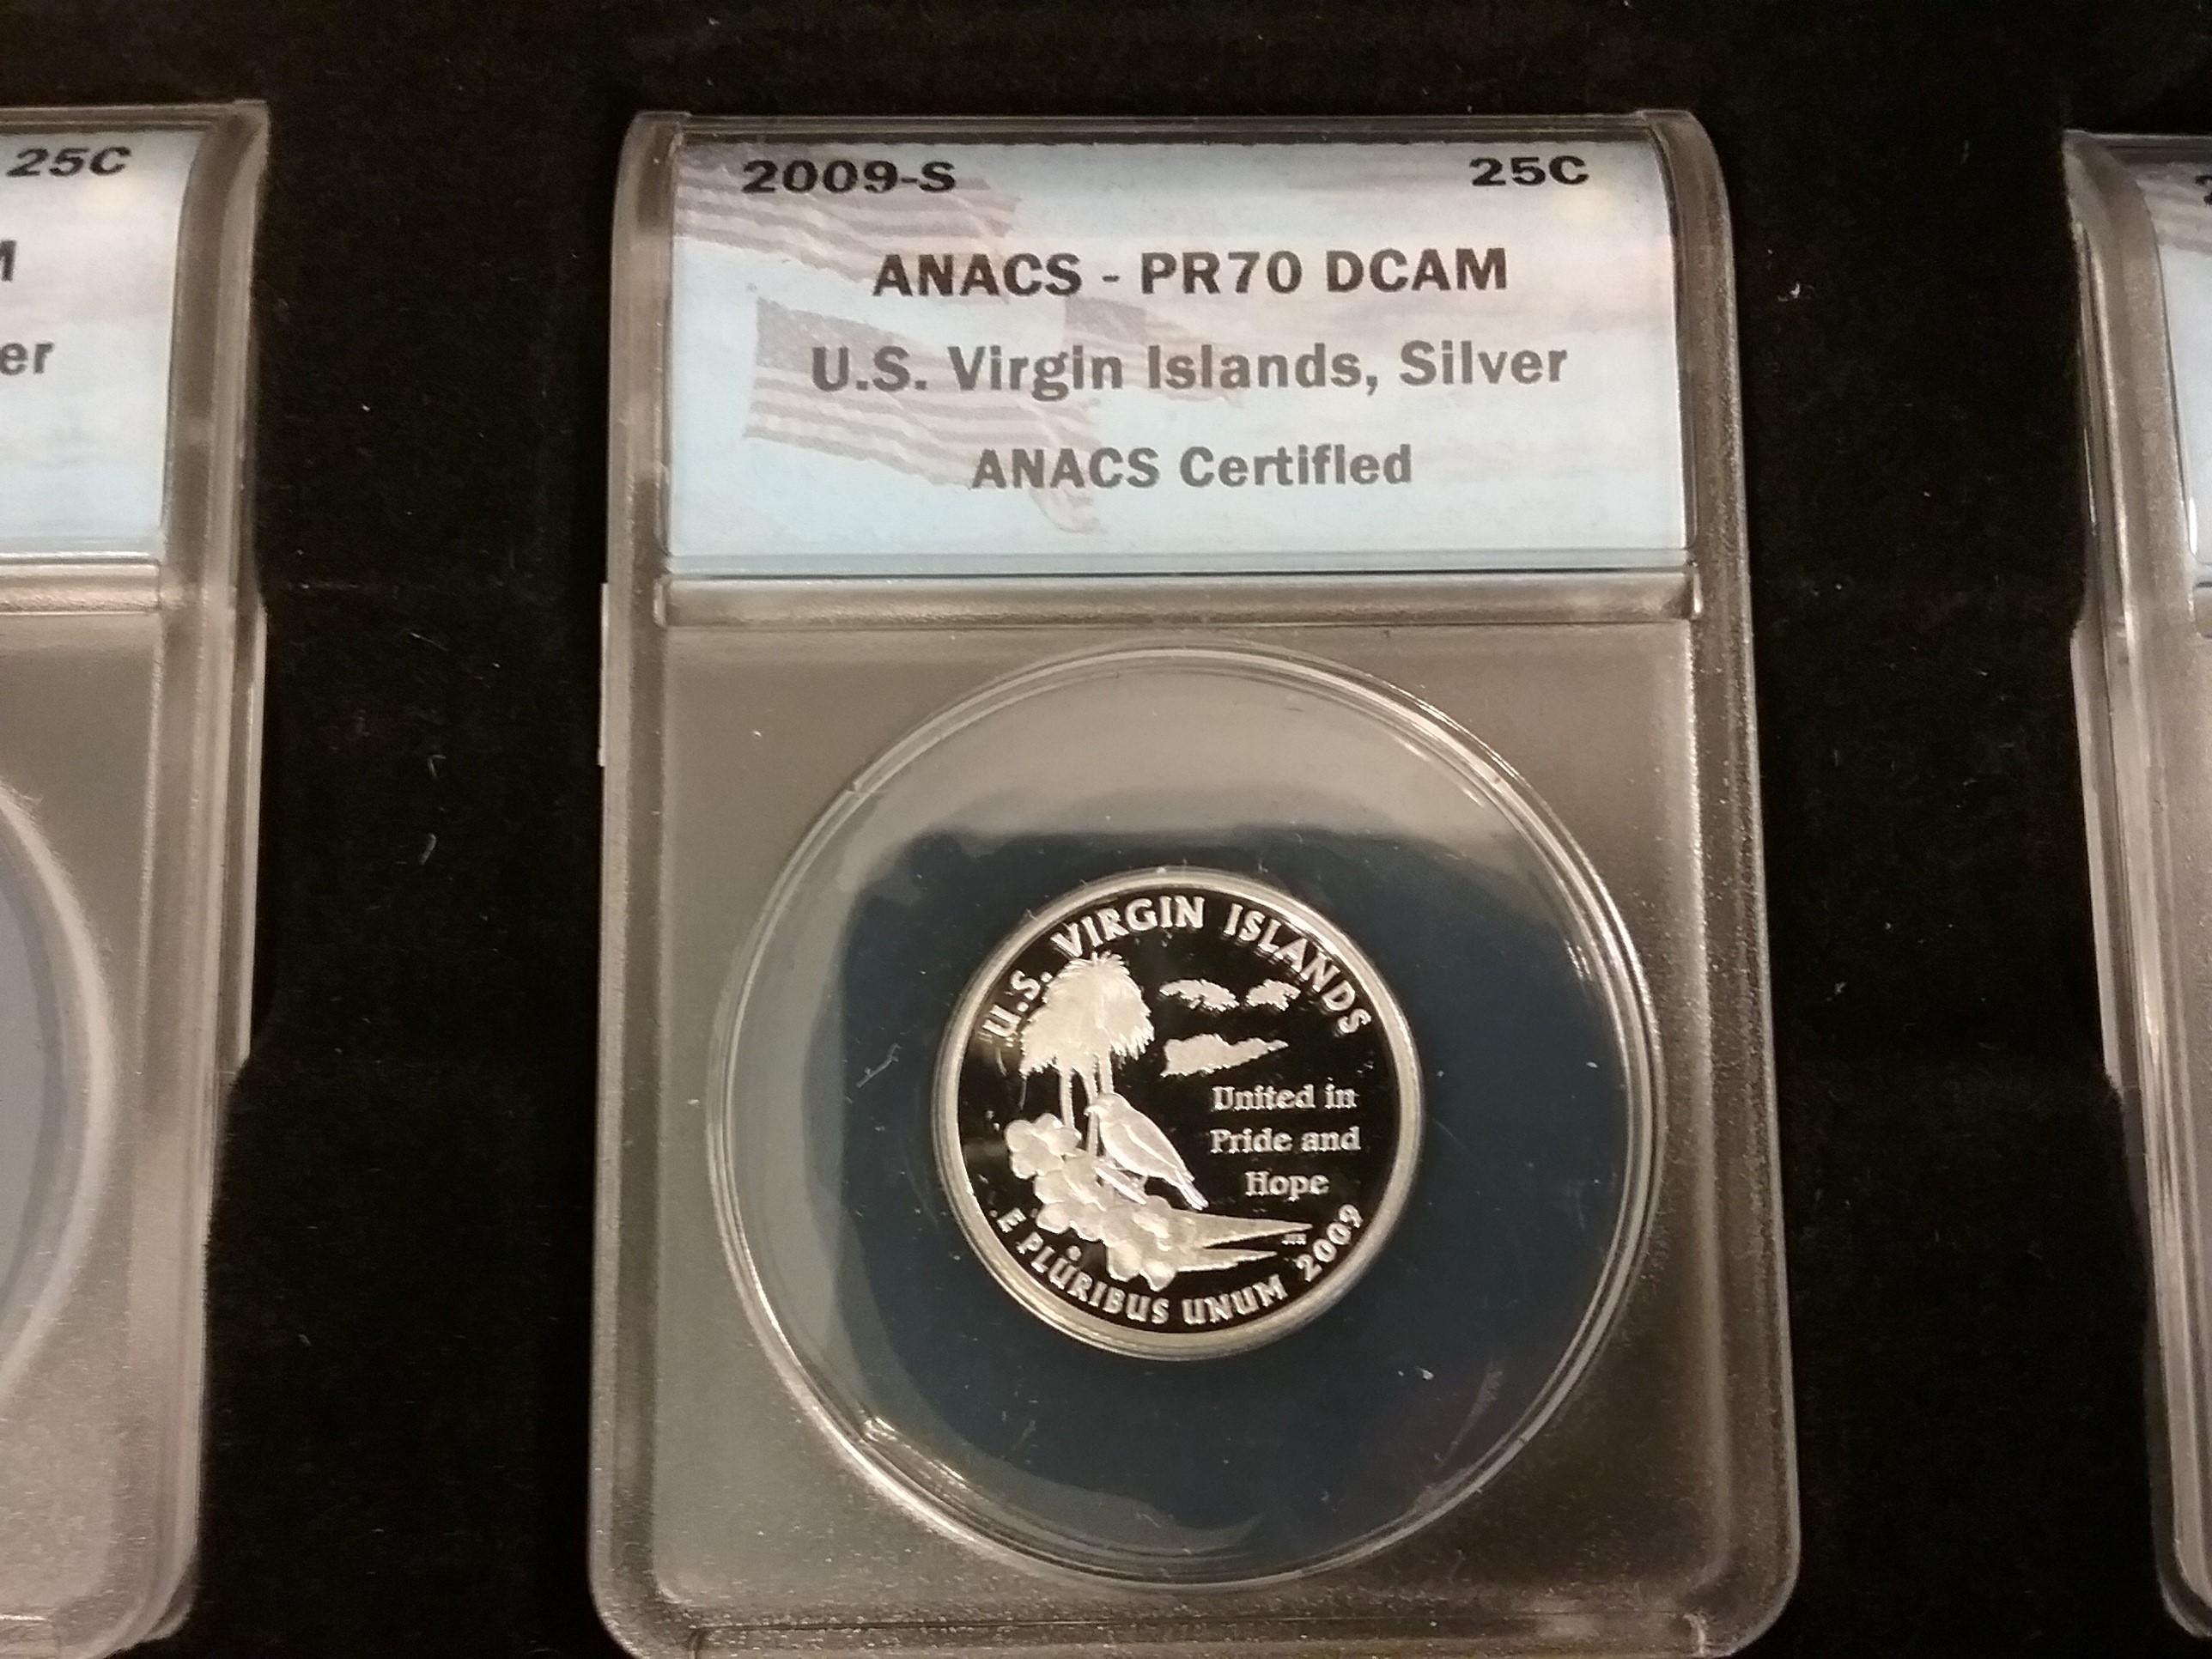 25C
er
2009-S 25C
ANACS - PR70 DCAM
U.S. Virgin Islands, Silver
ANACS Certified
U.S. VIRGIN ISLANDS
United in
Pride and
Hope
E PLURIBUS UNUM 2009